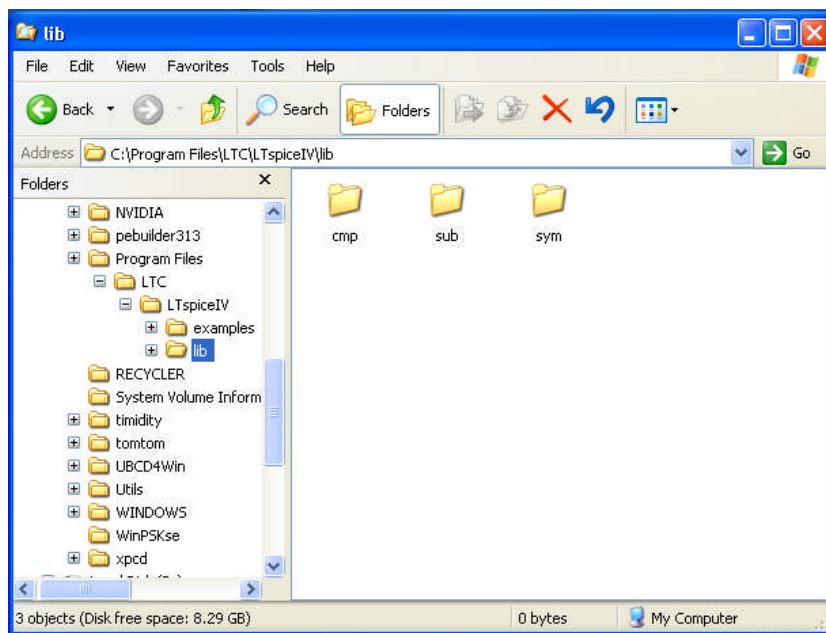 lib
File Edit View Favorites Tools Help
Back Search Folders Go
Address C:\Program Files\LTC\LTspiceIV\lib
Folders
NVIDIA
pebuilder313
Program Files
LTC
LTspiceIV
examples
lib
RECYCLER
System Volume Inform
timidity
tomtom
UBCD4Win
Utils
WINDOWS
WinPSKse
xpcd
cmp sub sym
3 objects (Disk free space: 8.29 GB) 0 bytes My Computer